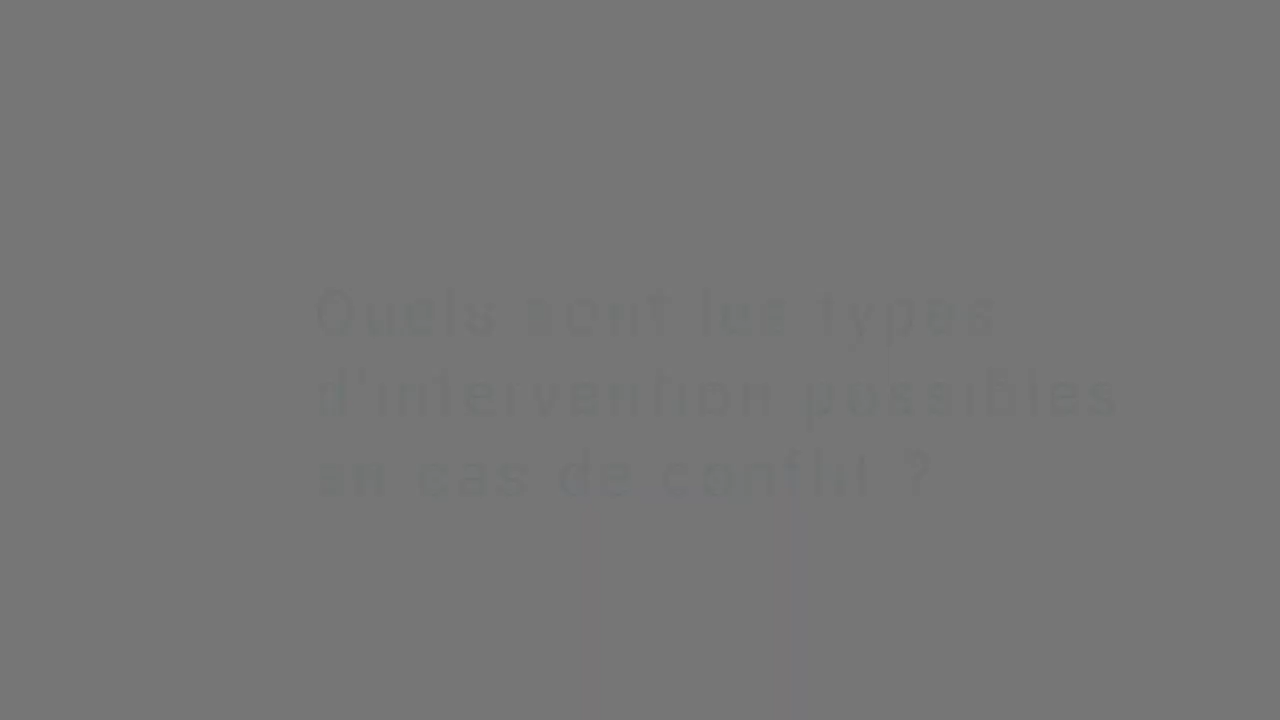 Quels sont les types
d'intervention possibles
en cas de conflit ?